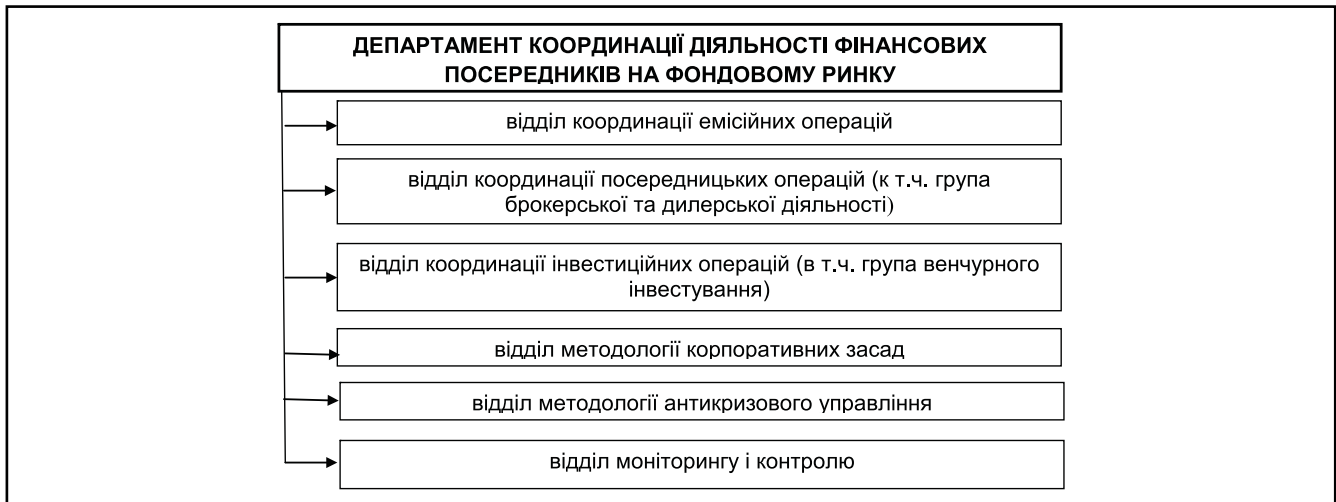 ДЕПАРТАМЕНТ КООРДИНАЦІЇ ДІЯЛЬНОСТІ ФІНАНСОВИХ
ПОСЕРЕДНИКІВ НА ФОНДОВОМУ РИНКУ
відділ координації емісійних операцій
відділ координації посередницьких операцій (к т.ч. група
брокерської та дилерської діяльності)
відділ координації інвестиційних операцій (в т.ч. група венчурного
інвестування)
відділ методології корпоративних засад
відділ методології антикризового управління
відділ моніторингу і контролю